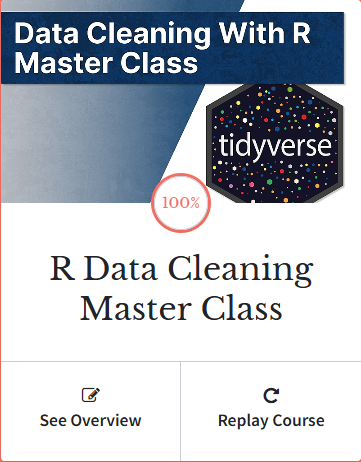 Data Cleaning With R
Master Class
tidyverse
100%
R Data Cleaning
Master Class
See Overview
Replay Course